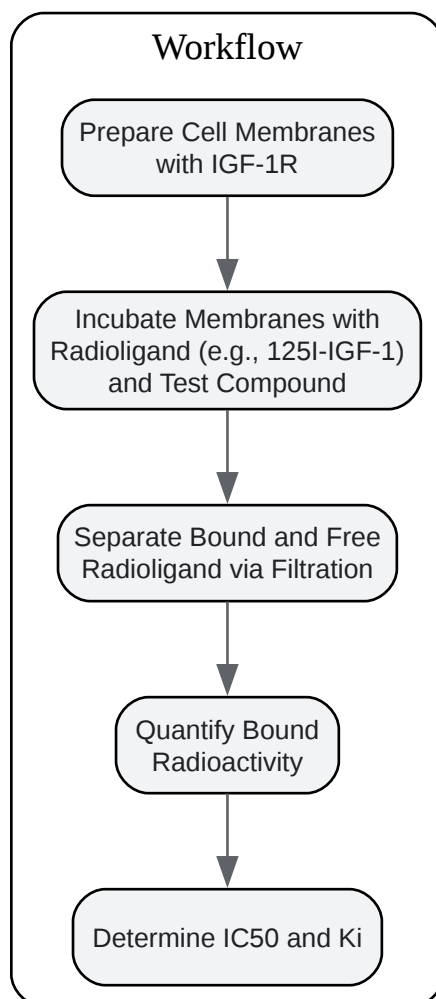 Workflow
Prepare Cell Membranes
with IGF-1R
Incubate Membranes with
Radioligand (e.g., 125I-IGF-1)
and Test Compound
Separate Bound and Free
Radioligand via Filtration
Quantify Bound
Radioactivity
Determine IC50 and Ki